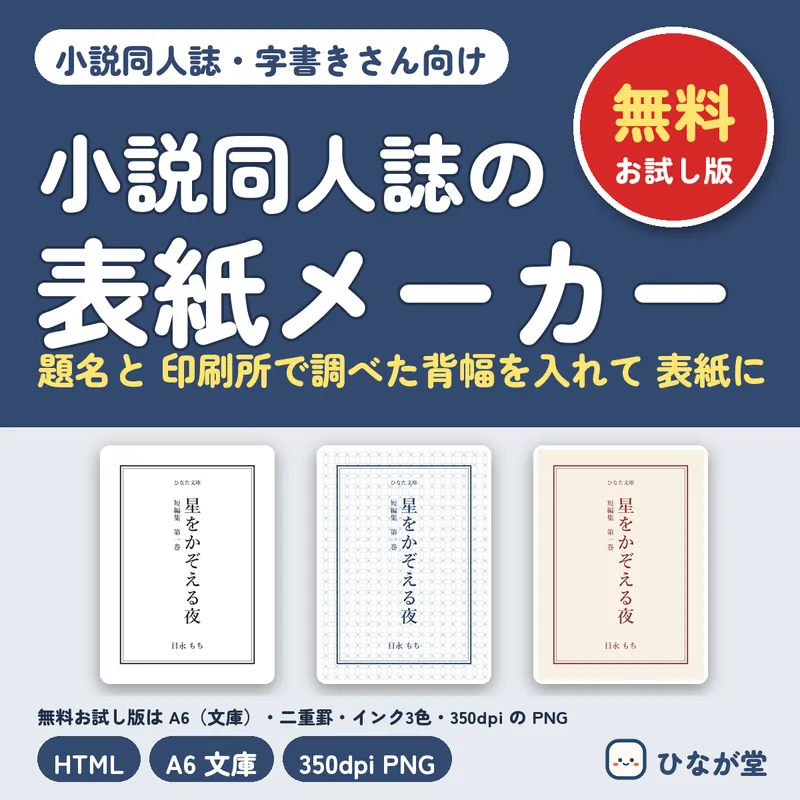 小説同人誌・字書きさん向け
無料
お試し版
小説同人誌の
表紙メーカー
題名と 印刷所で調べた背幅を入れて 表紙に
ひなた文庫
星をかぞえる夜
短編集 第一巻
日永 もち
ひなた文庫
星をかぞえる夜
短編集 第一巻
日永 もち
ひなた文庫
星をかぞえる夜
短編集 第一巻
日永 もち
無料お試し版は A6（文庫）・二重罫・インク3色・350dpi の PNG
HTML
A6 文庫
350dpi PNG
ひなが堂